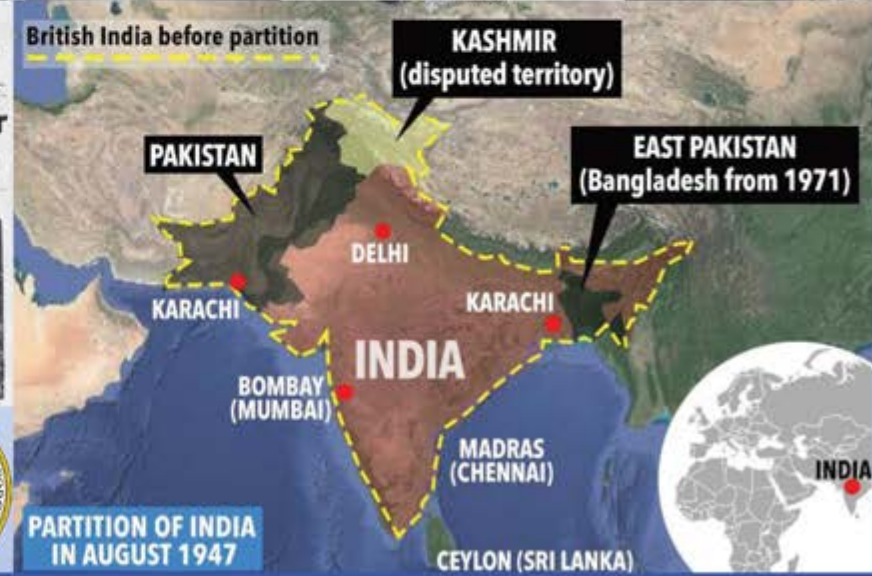 British India before partition
KASHMIR
(disputed territory)
PAKISTAN
EAST PAKISTAN
(Bangladesh from 1971)
DELHI
KARACHI
KARACHI
INDIA
BOMBAY
(MUMBAI)
MADRAS
(CHENNAI)
INDIA
PARTITION OF INDIA
IN AUGUST 1947
CEYLON (SRI LANKA)